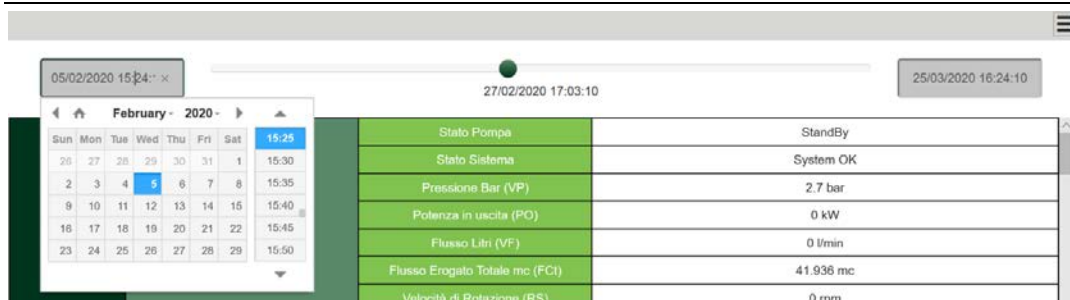 05/02/2020 15:24:
27/02/2020 17:03:10
25/03/2020 16:24:10
February 2020
Sun Mon Tue Wed Thu Fri Sat
26 27 28 29 30 31 1
2 3 4 5 6 7 8
9 10 11 12 13 14 15
16 17 18 19 20 21 22
23 24 25 26 27 28 29
15:25
15:30
15:35
15:40
15:45
15:50
Stato Pompa StandBy
Stato Sistema System OK
Pressione Bar (VP) 2.7 bar
Potenza in uscita (PO) 0 kW
Flusso Litri (VF) 0 l/min
Flusso Erogato Totale mc (FCt) 41.936 mc
Velocità di Rotazione (RS) 0 rpm